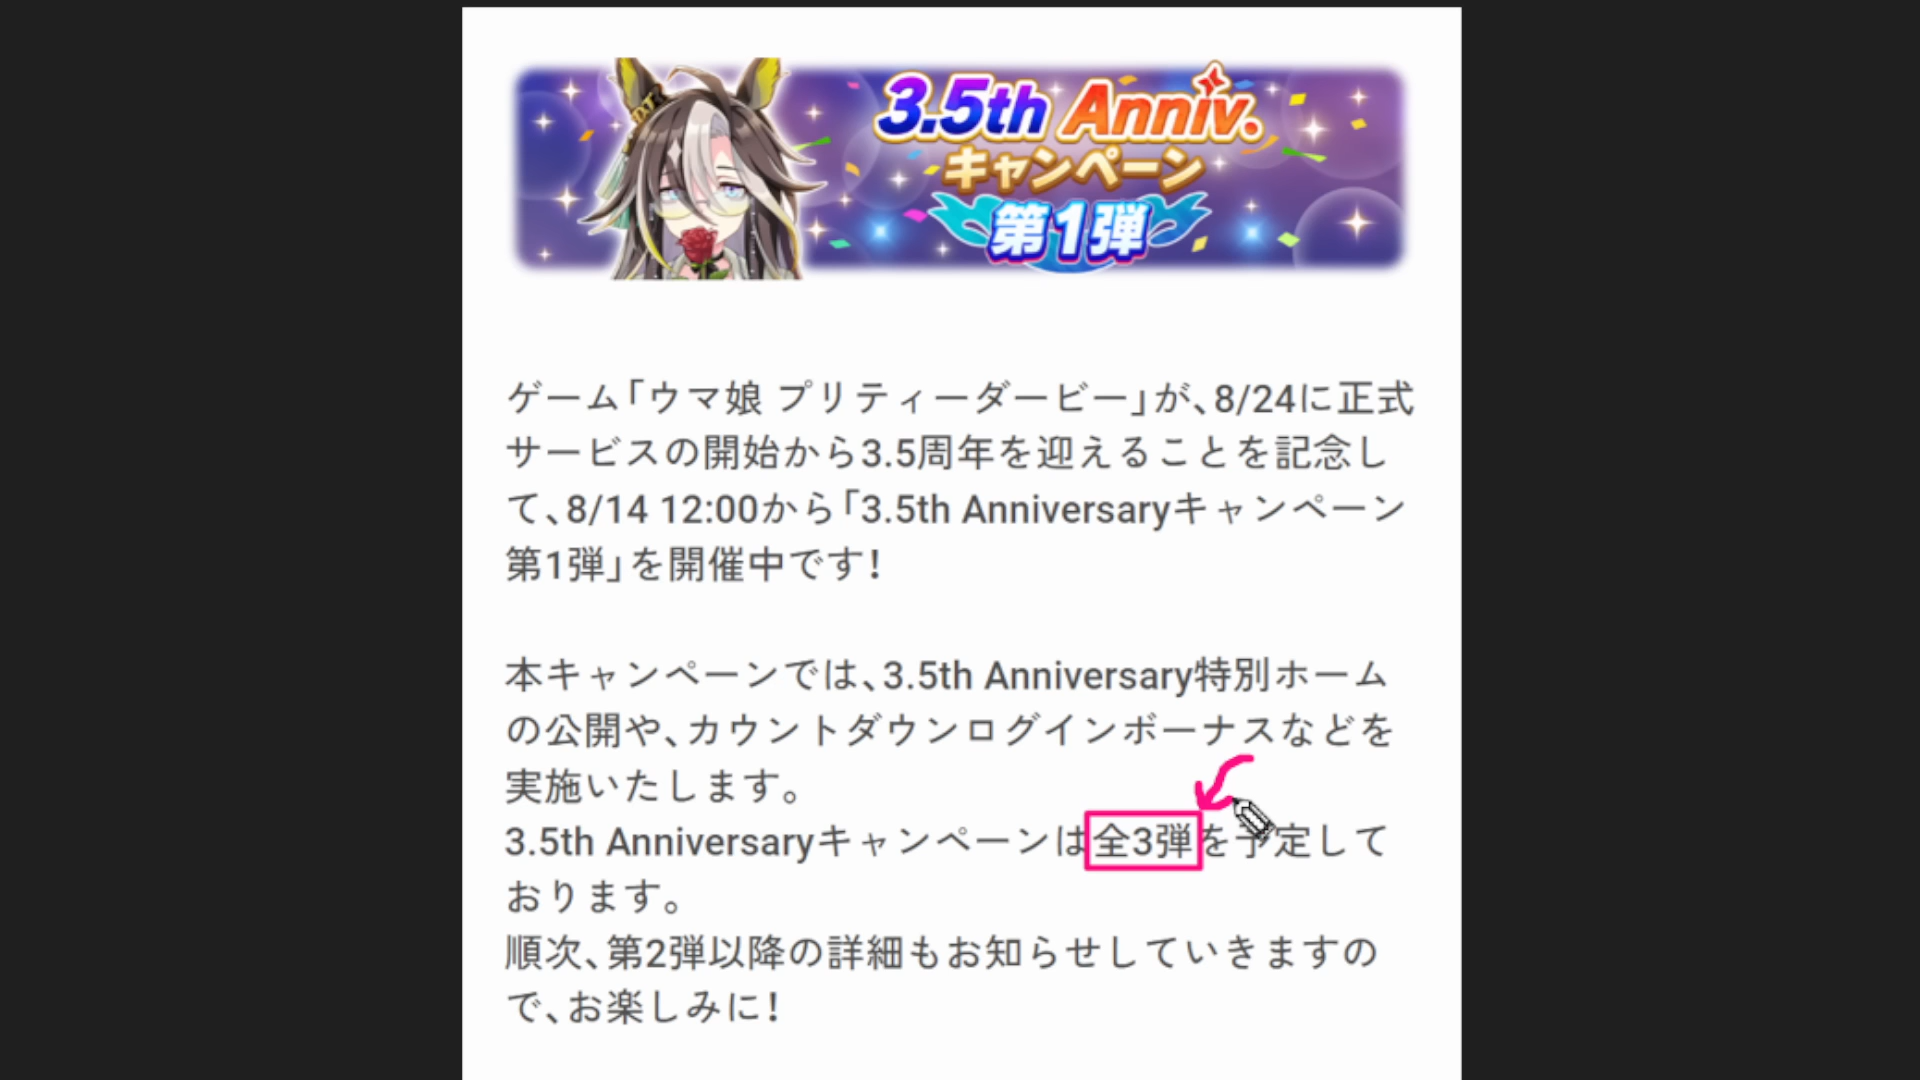 3.5th Anniv.
キャンペーン
第1弾
ゲーム「ウマ娘 プリティーダービー」が、8/24に正式
サービスの開始から3.5周年を迎えることを記念し
て、8/14 12:00から「3.5th Anniversaryキャンペーン
第1弾」を開催中です！
本キャンペーンでは、3.5th Anniversary特別ホーム
の公開や、カウントダウンログインボーナスなどを
実施いたします。
3.5th Anniversaryキャンペーンは全3弾を予定して
おります。
順次、第2弾以降の詳細もお知らせしていきますの
で、お楽しみに！